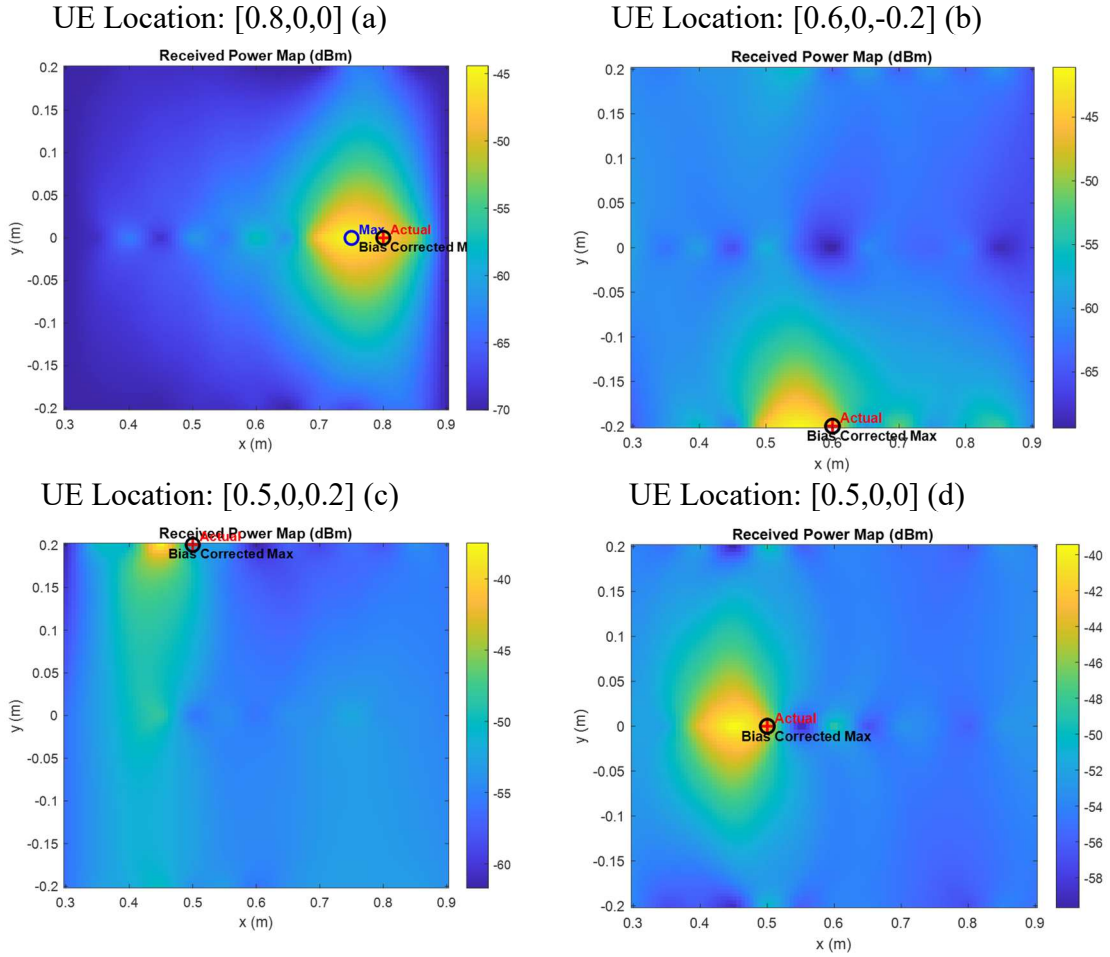 UE Location: [0.8,0,0] (a)
Received Power Map (dBm)
0.2
0.15
0.1
0.05
0
-0.05
-0.1
-0.15
-0.2
y (m)
0.3 0.4 0.5 0.6 0.7 0.8 0.9
x (m)
Max
Actual
Bias Corrected M
-45
-50
-55
-60
-65
-70
UE Location: [0.6,0,-0.2] (b)
Received Power Map (dBm)
0.2
0.15
0.1
0.05
0
-0.05
-0.1
-0.15
-0.2
y (m)
0.3 0.4 0.5 0.6 0.7 0.8 0.9
x (m)
Actual
Bias Corrected Max
-45
-50
-55
-60
-65
UE Location: [0.5,0,0.2] (c)
Received Power Map (dBm)
Actual
Bias Corrected Max
0.2
0.15
0.1
0.05
0
-0.05
-0.1
-0.15
-0.2
y (m)
0.3 0.4 0.5 0.6 0.7 0.8 0.9
x (m)
-40
-45
-50
-55
-60
UE Location: [0.5,0,0] (d)
Received Power Map (dBm)
0.2
0.15
0.1
0.05
0
-0.05
-0.1
-0.15
-0.2
y (m)
0.3 0.4 0.5 0.6 0.7 0.8 0.9
x (m)
Actual
Bias Corrected Max
-40
-42
-44
-46
-48
-50
-52
-54
-56
-58